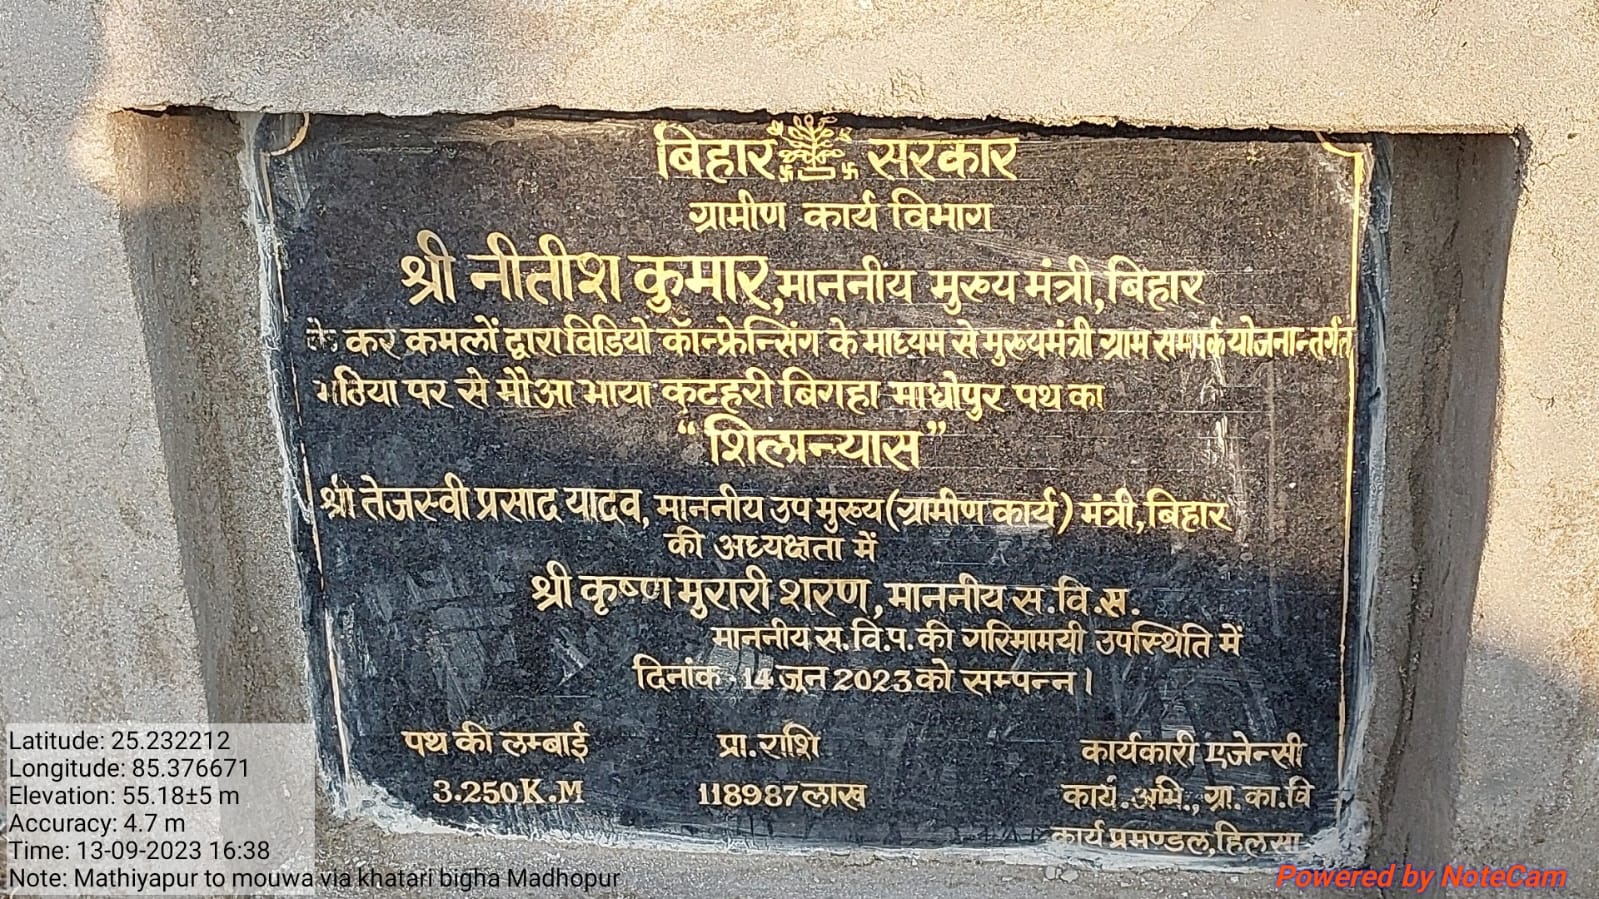 बिहार सरकार
ग्रामीण कार्य विभाग
श्री नीतीश कुमार, माननीय मुख्य मंत्री, बिहार
के कर कमलों द्वारा विडियो कॉन्फ्रेन्सिंग के माध्यम से मुख्यमंत्री ग्राम सम्पर्क योजनान्तर्गत
मठिया पर से मौआ भाया कटहरी बिगहा माधोपुर पथ का
“शिलान्यास”
श्री तेजस्वी प्रसाद यादव, माननीय उप मुख्य (ग्रामीण कार्य) मंत्री, बिहार
की अध्यक्षता में
श्री कृष्ण मुरारी शरण, माननीय स.वि.स.
माननीय स.वि.प. की गरिमामयी उपस्थिति में
दिनांक - 14 जून 2023 को सम्पन्न।
पथ की लम्बाई प्रा. राशि कार्यकारी एजेन्सी
3.250 K.M 118987 लाख कार्य. अभि., ग्रा. का. वि
कार्य प्रमण्डल, हिलसा
Latitude: 25.232212
Longitude: 85.376671
Elevation: 55.18±5 m
Accuracy: 4.7 m
Time: 13-09-2023 16:38
Note: Mathiyapur to mouwa via khatari bigha Madhopur
Powered by NoteCam